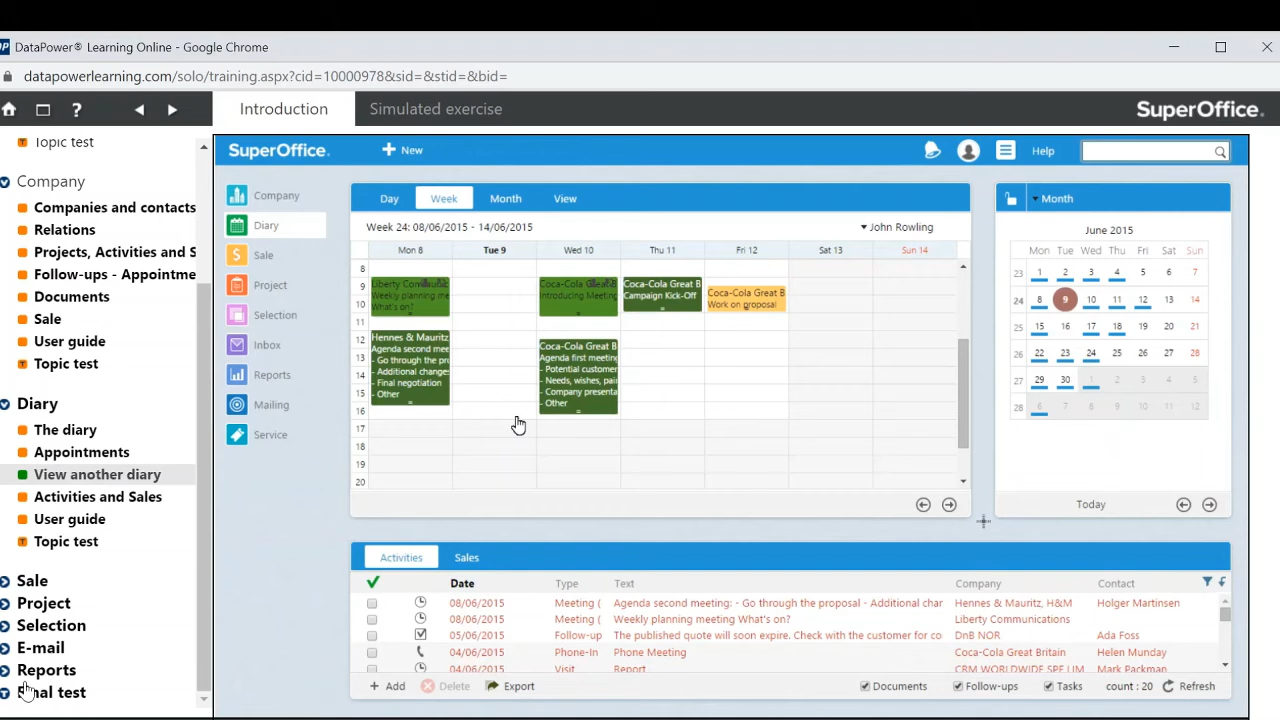 DataPower® Learning Online - Google Chrome
datapowerlearning.com/solo/training.aspx?cid=10000978&sid=&stid=&bid=
?
Introduction
Simulated exercise
SuperOffice.
Topic test
Company
Companies and contacts
Relations
Projects, Activities and S
Follow-ups - Appointme
Documents
Sale
User guide
Topic test
Diary
The diary
Appointments
View another diary
Activities and Sales
User guide
Topic test
Sale
Project
Selection
E-mail
Reports
Final test
SuperOffice.
New
Help
Company
Diary
Sale
Project
Selection
Inbox
Reports
Mailing
Service
Day Week Month View
Week 24: 08/06/2015 - 14/06/2015
John Rowling
Mon 8 Tue 9 Wed 10 Thu 11 Fri 12 Sat 13 Sun 14
8
9
10
11
12
13
14
15
16
17
18
19
20
Liberty Communic
Weekly planning me
What's on?
Hennes & Mauritz
Agenda second mee
- Go through the pro
- Additional changes
- Final negotiation
- Other
Coca-Cola Great B
Introducing Meeting
Coca-Cola Great B
Agenda first meeting
- Potential customer
- Needs, wishes, pai
- Company presenta
- Other
Coca-Cola Great B
Campaign Kick-Off
Coca-Cola Great B
Work on proposal
Month
June 2015
Mon Tue Wed Thu Fri Sat Sun
23 1 2 3 4 5 6 7
24 8 9 10 11 12 13 14
25 15 16 17 18 19 20 21
26 22 23 24 25 26 27 28
27 29 30 1 2 3 4 5
28 6 7 8 9 10 11 12
Today
Activities Sales
Date Type Text Company Contact
08/06/2015 Meeting ( Agenda second meeting: - Go through the proposal - Additional char Hennes & Mauritz, H&M Holger Martinsen
08/06/2015 Meeting ( Weekly planning meeting What's on? Liberty Communications
05/06/2015 Follow-up The published quote will soon expire. Check with the customer for co DnB NOR Ada Foss
04/06/2015 Phone-In Phone Meeting Coca-Cola Great Britain Helen Munday
04/06/2015 Visit Report CRM WORLDWIDE SPE LIM Mark Packman
Add Delete Export Documents Follow-ups Tasks count : 20 Refresh